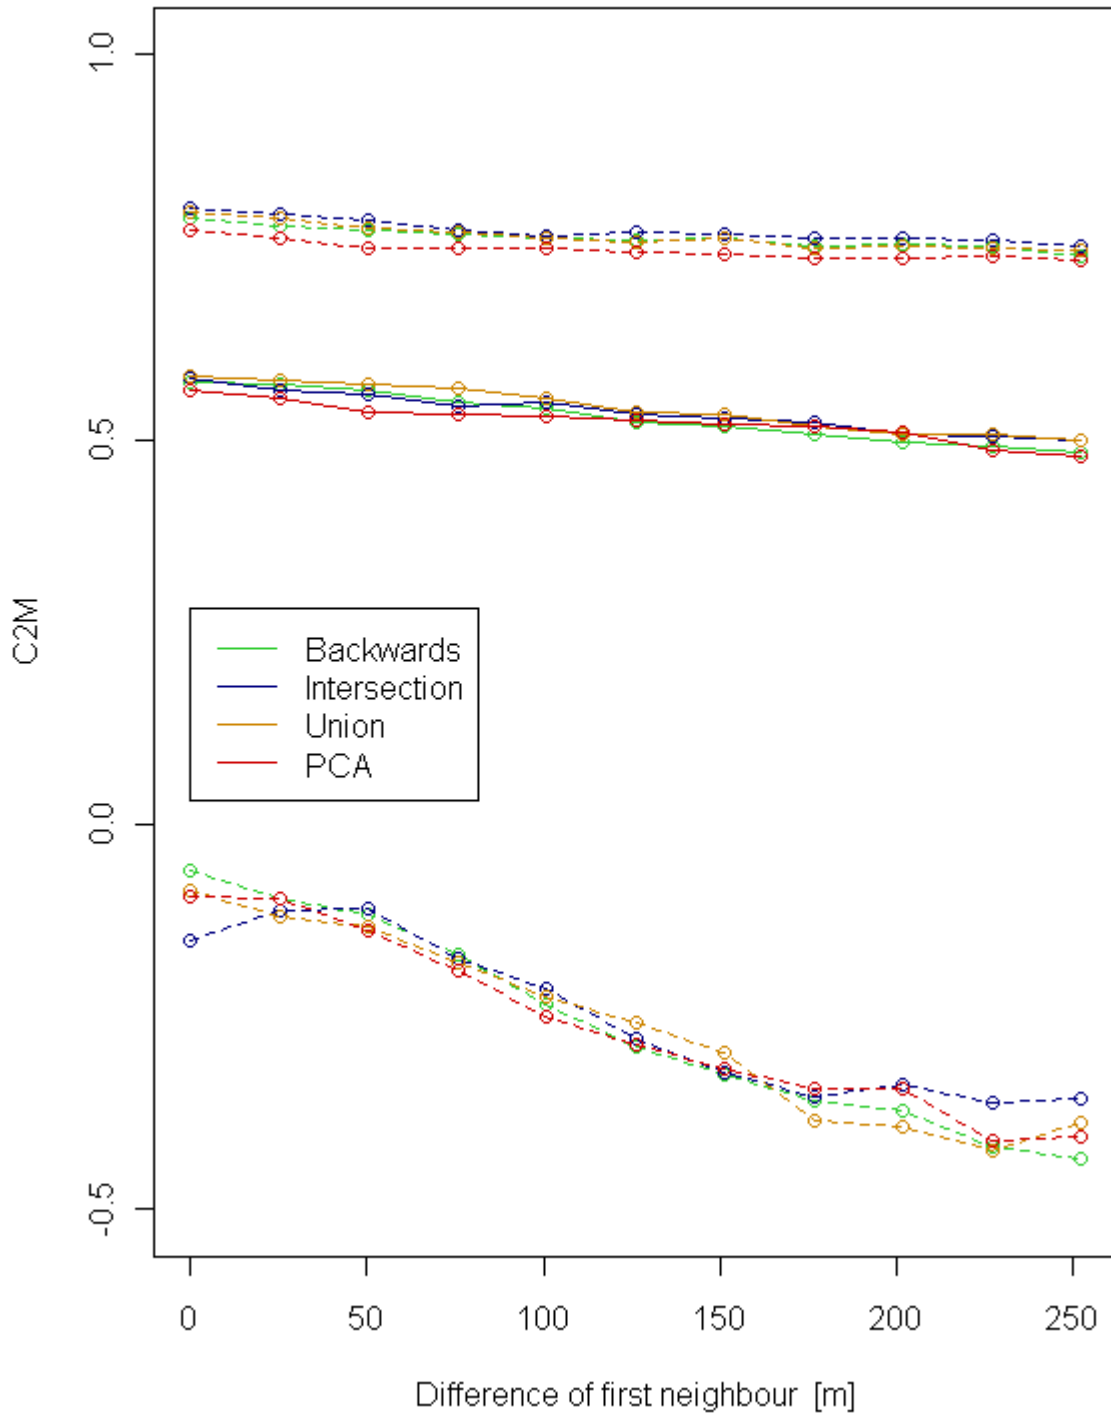 1.0
0.5
0.0
-0.5
C2M
Backwards
Intersection
Union
PCA
0 50 100 150 200 250
Difference of first neighbour [m]